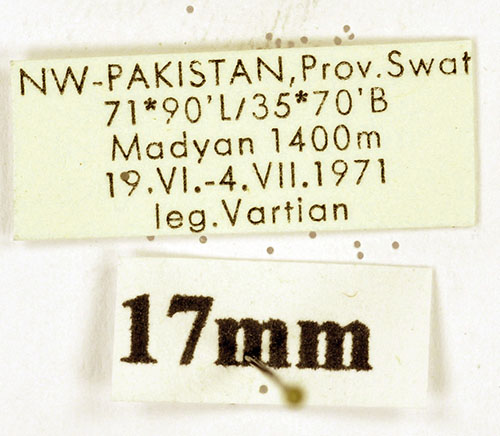 NW-PAKISTAN,Prov.Swat
71*90'L/35*70'B
Madyan 1400m
19.VI.-4.VII.1971
leg.Vartian
17mm